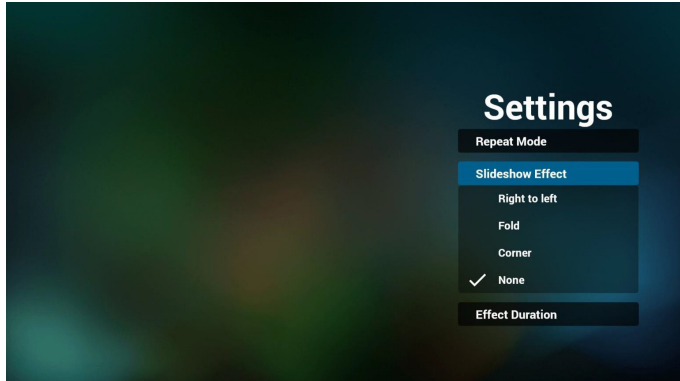 Settings
Repeat Mode
Slideshow Effect
Right to left
Fold
Corner
None
Effect Duration